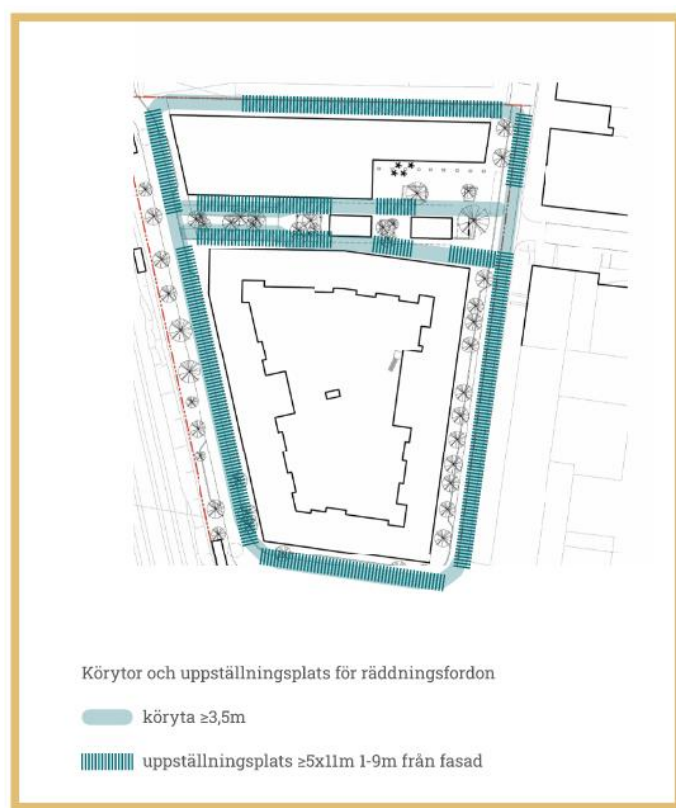 Körytor och uppställningsplats för räddningsfordon
köryta ≥3,5m
uppställningsplats ≥5x11m 1-9m från fasad